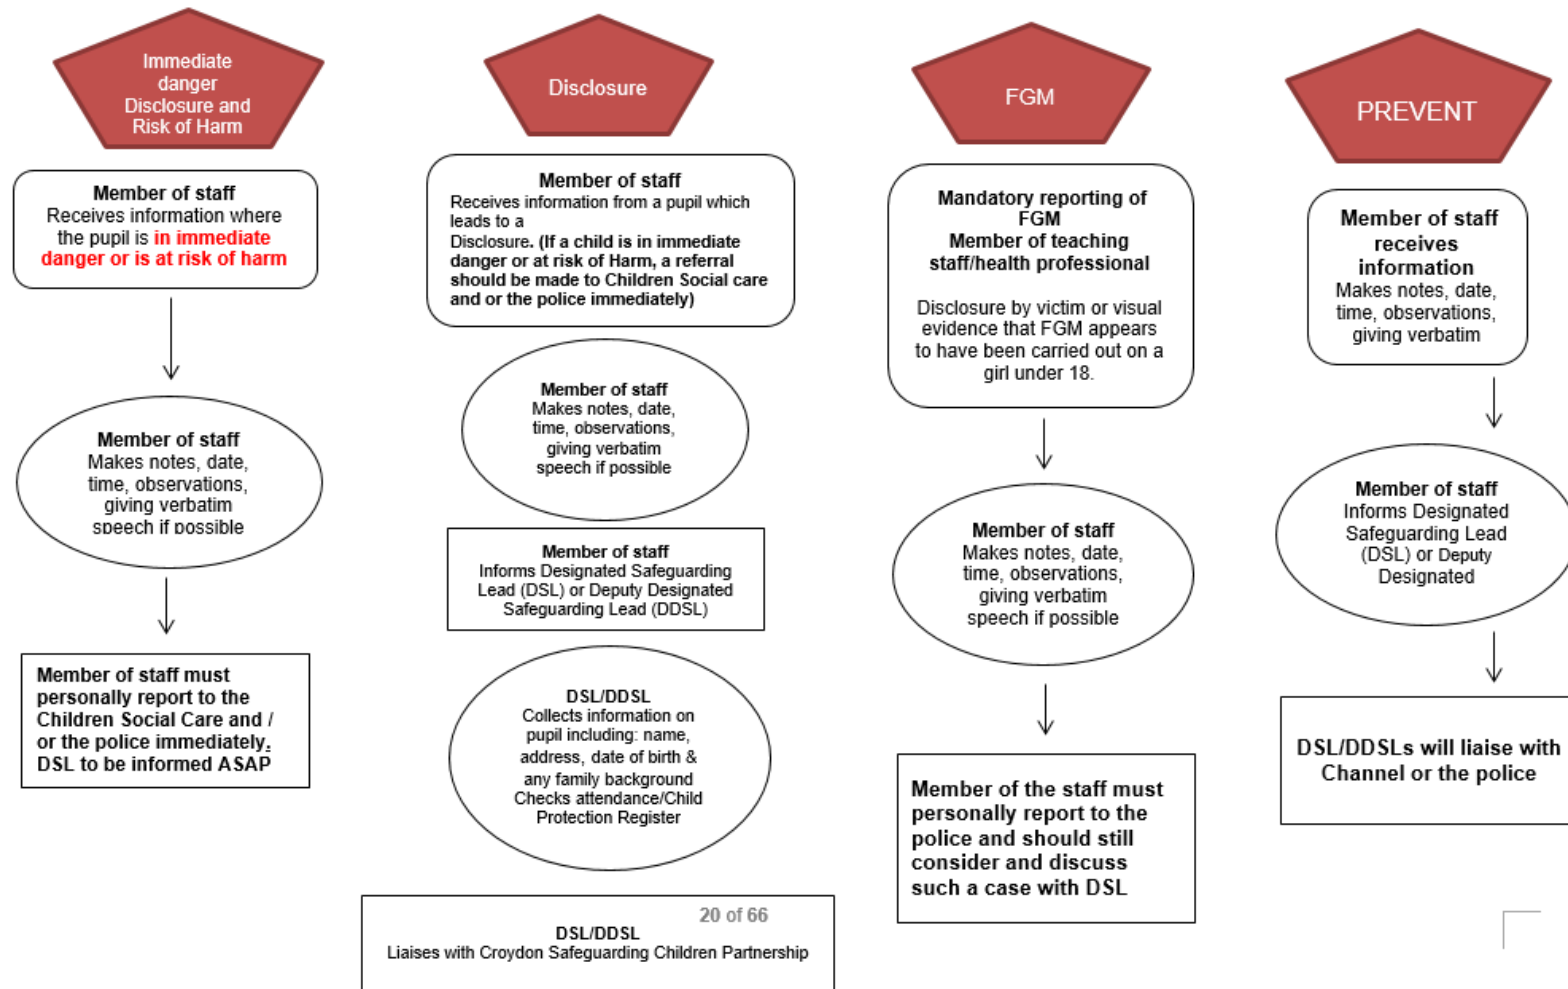 Immediate
danger
Disclosure and
Risk of Harm
Member of staff
Receives information where
the pupil is in immediate
danger or is at risk of harm
Member of staff
Makes notes, date,
time, observations,
giving verbatim
speech if possible
Member of staff must
personally report to the
Children Social Care and /
or the police immediately.
DSL to be informed ASAP
Disclosure
Member of staff
Receives information from a pupil which
leads to a
Disclosure. (If a child is in immediate
danger or at risk of Harm, a referral
should be made to Children Social care
and or the police immediately)
Member of staff
Makes notes, date,
time, observations,
giving verbatim
speech if possible
Member of staff
Informs Designated Safeguarding
Lead (DSL) or Deputy Designated
Safeguarding Lead (DDSL)
DSL/DDSL
Collects information on
pupil including: name,
address, date of birth &
any family background
Checks attendance/Child
Protection Register
20 of 66
DSL/DDSL
Liaises with Croydon Safeguarding Children Partnership
FGM
Mandatory reporting of
FGM
Member of teaching
staff/health professional
Disclosure by victim or visual
evidence that FGM appears
to have been carried out on a
girl under 18.
Member of staff
Makes notes, date,
time, observations,
giving verbatim
speech if possible
Member of the staff must
personally report to the
police and should still
consider and discuss
such a case with DSL
PREVENT
Member of staff
receives
information
Makes notes, date,
time, observations,
giving verbatim
Member of staff
Informs Designated
Safeguarding Lead
(DSL) or Deputy
Designated
DSL/DDSLs will liaise with
Channel or the police